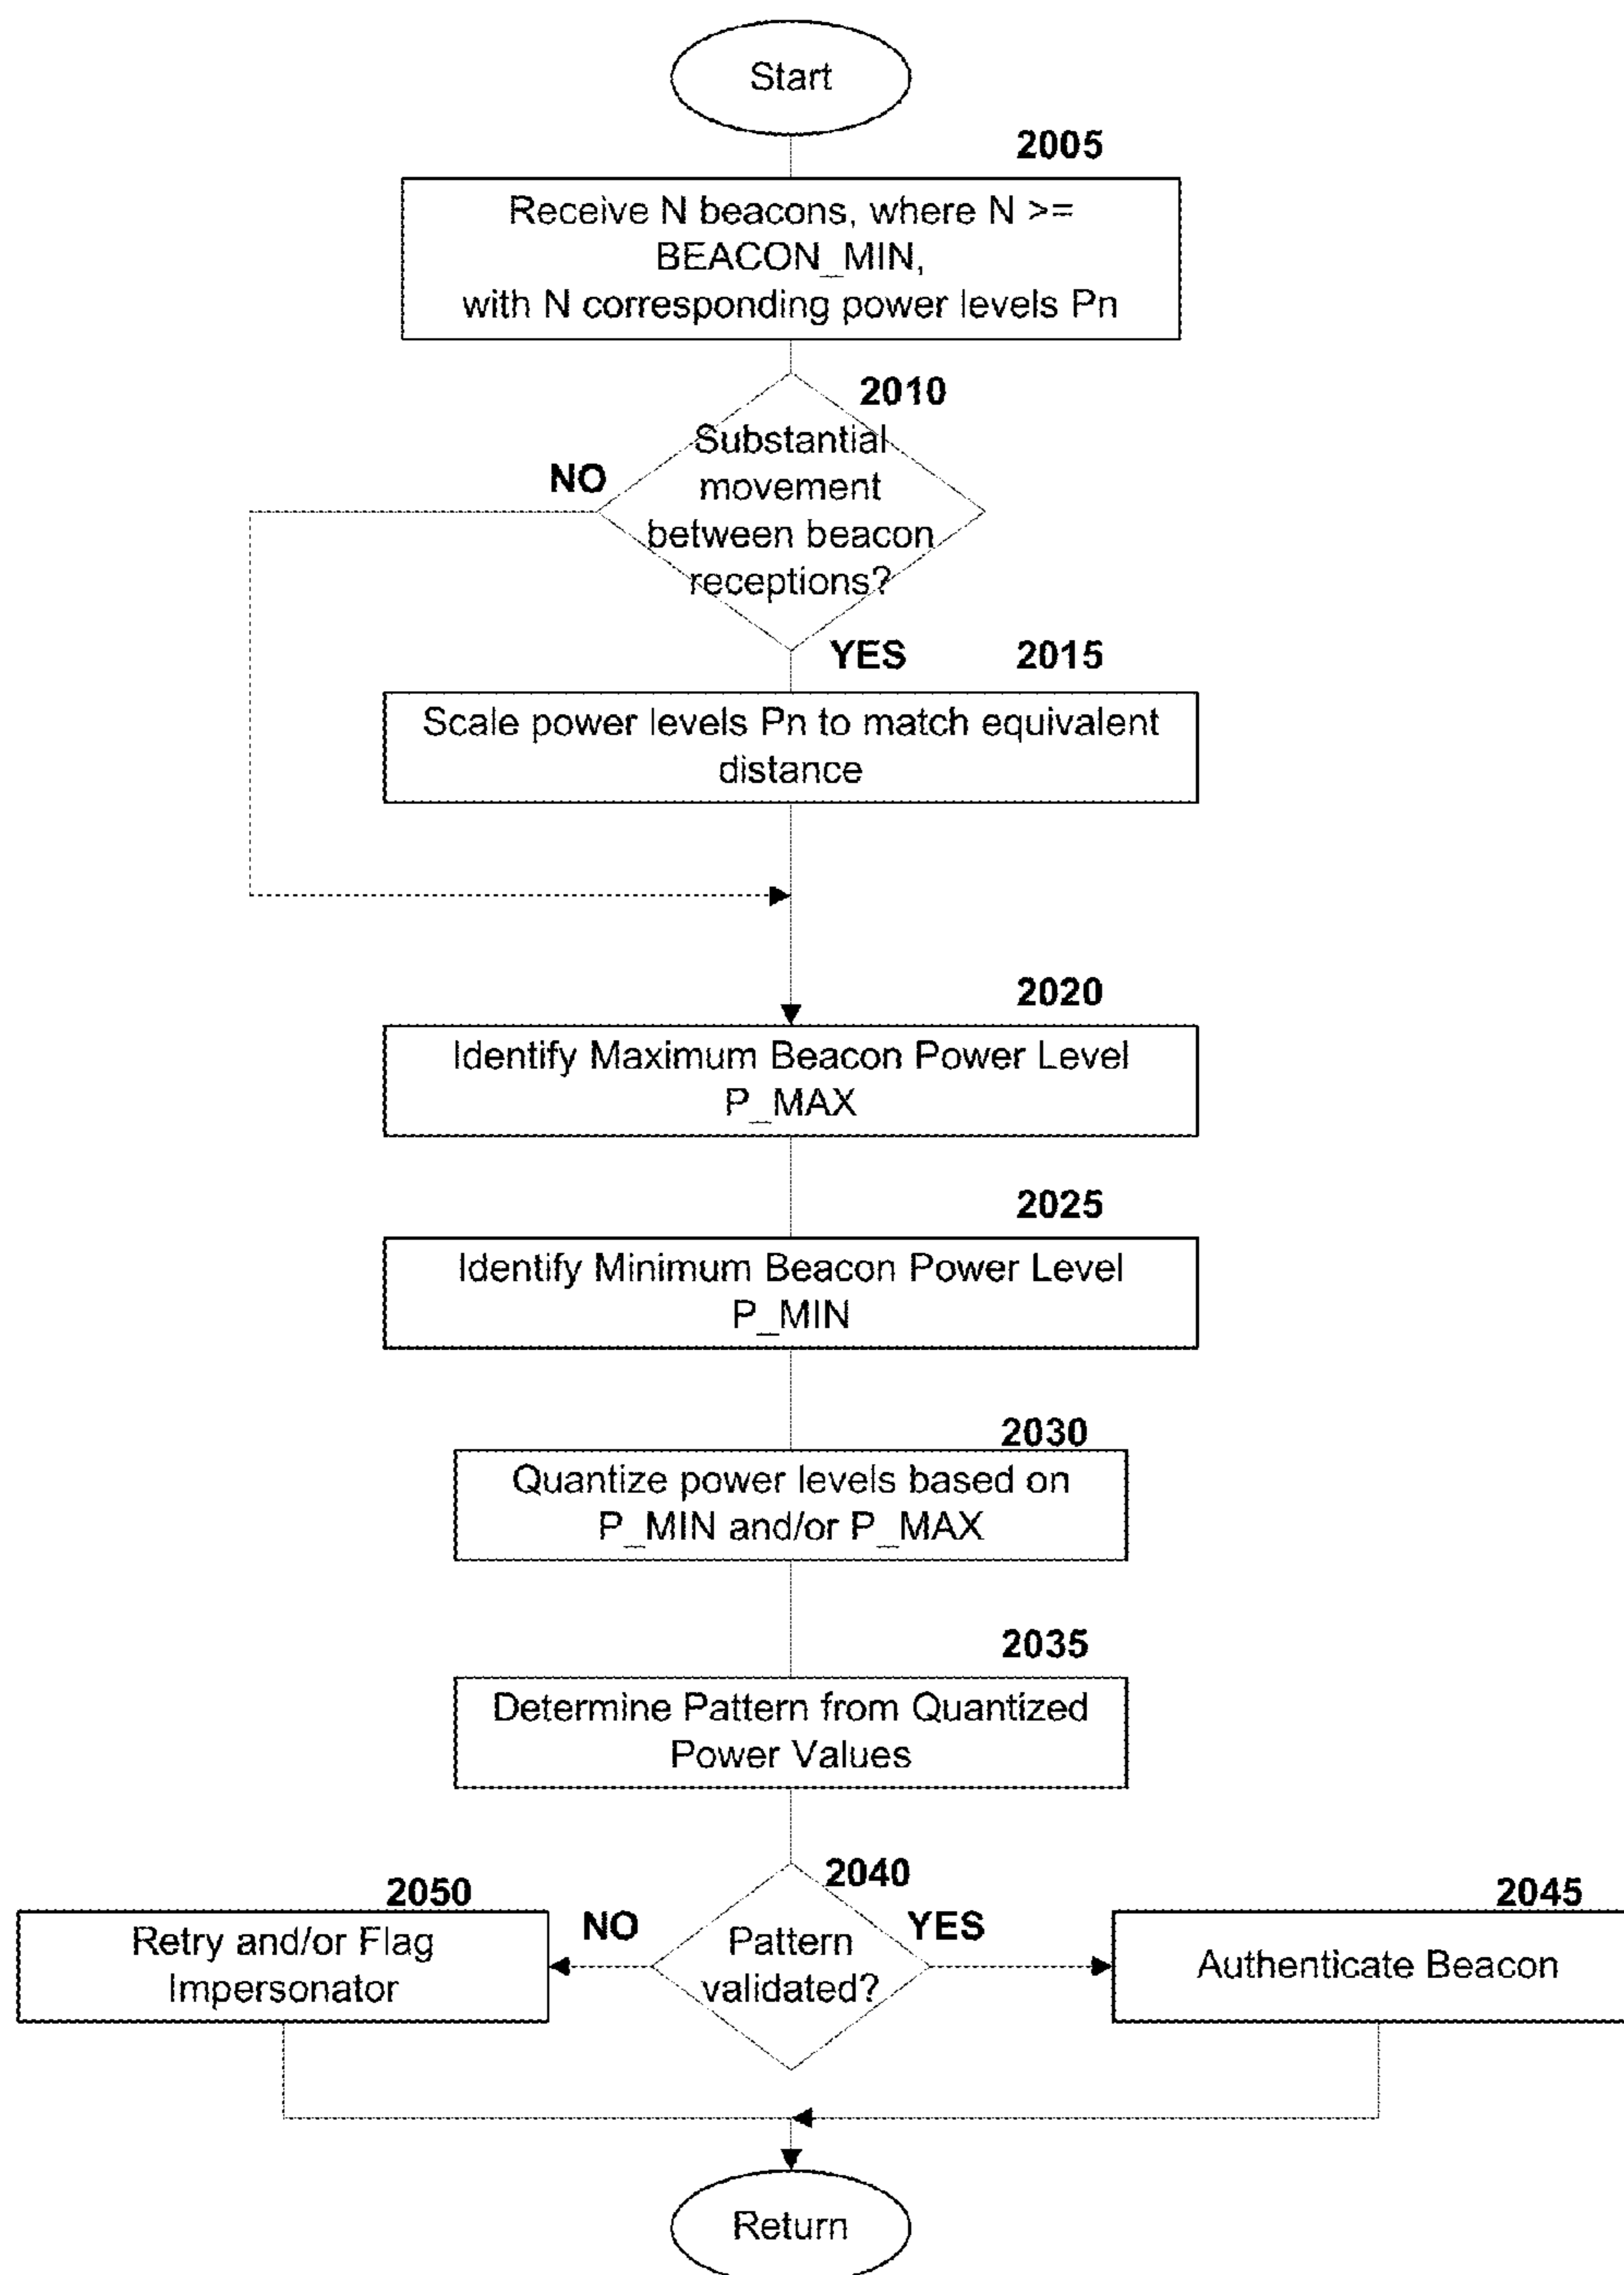 Start
2005
Receive N beacons, where N >=
BEACON_MIN,
with N corresponding power levels Pn
2010
Substantial
movement
between beacon
receptions?
NO
YES
2015
Scale power levels Pn to match equivalent
distance
2020
Identify Maximum Beacon Power Level
P_MAX
2025
Identify Minimum Beacon Power Level
P_MIN
2030
Quantize power levels based on
P_MIN and/or P_MAX
2035
Determine Pattern from Quantized
Power Values
2040
Pattern
validated?
NO
YES
2050
Retry and/or Flag
Impersonator
2045
Authenticate Beacon
Return